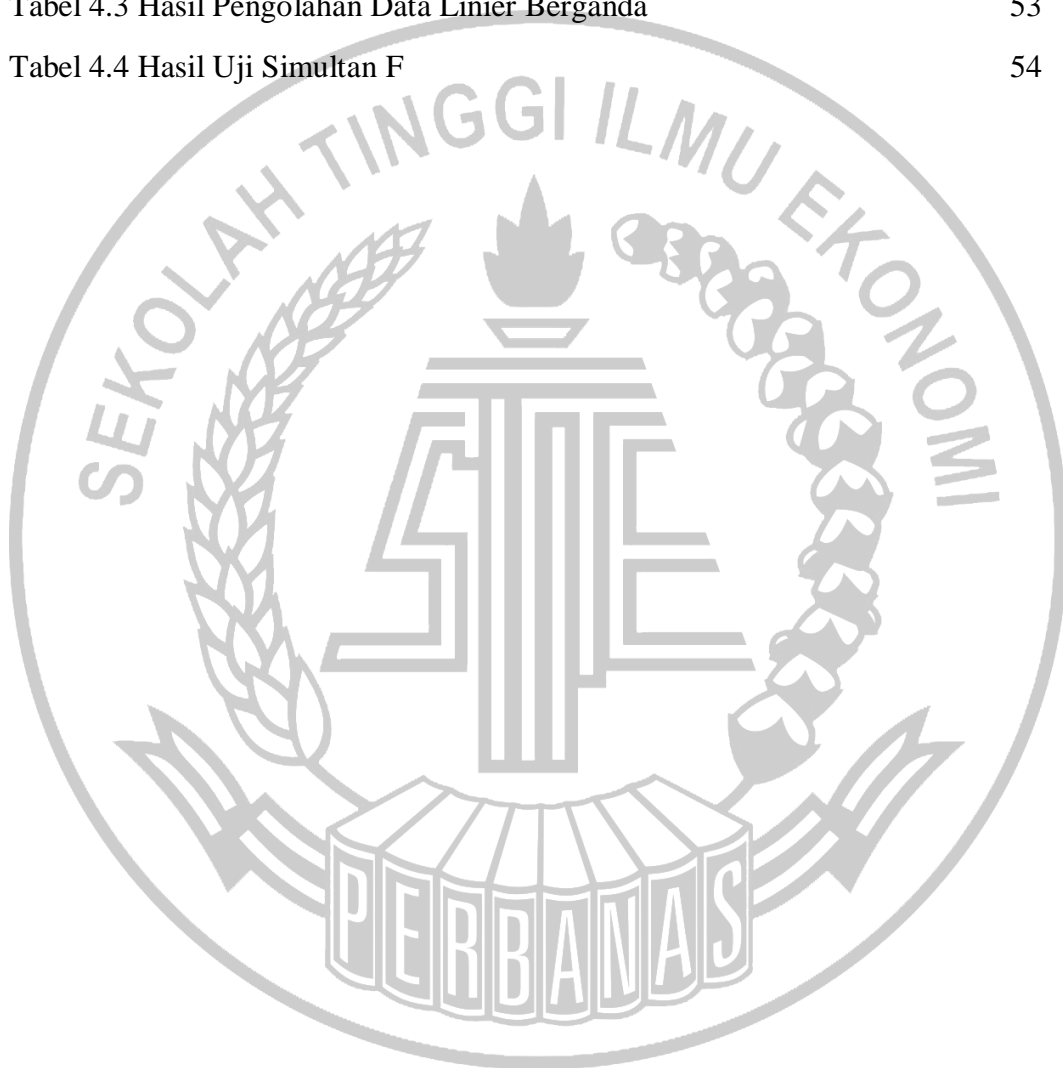 Tabel 4.3 Hasil Pengolahan Data Linier Berganda 53
Tabel 4.4 Hasil Uji Simultan F 54
SEKOLAH TINGGI ILMU EKONOMI
STIE
PERBANAS